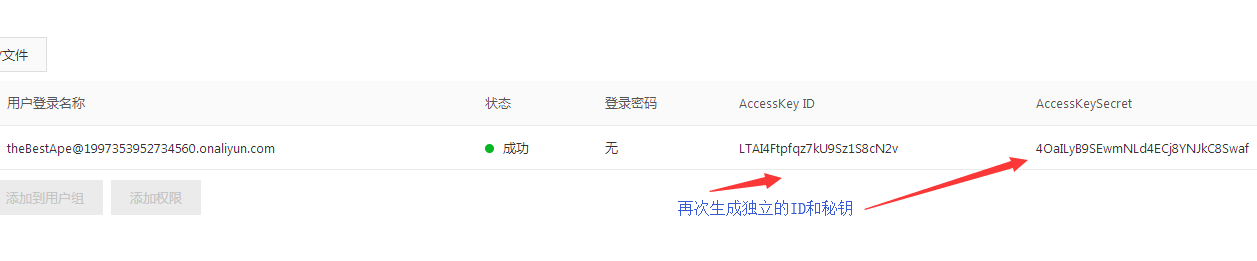 文件
用户登录名称 状态 登录密码 AccessKey ID AccessKeySecret
theBestApe@1997353952734560.onaliyun.com 成功 无 LTAI4Ftpfqz7kU9Sz1S8cN2v 4OaILyB9SEwmNLd4ECj8YNJkC8Swaf
添加到用户组 添加权限
再次生成独立的ID和秘钥